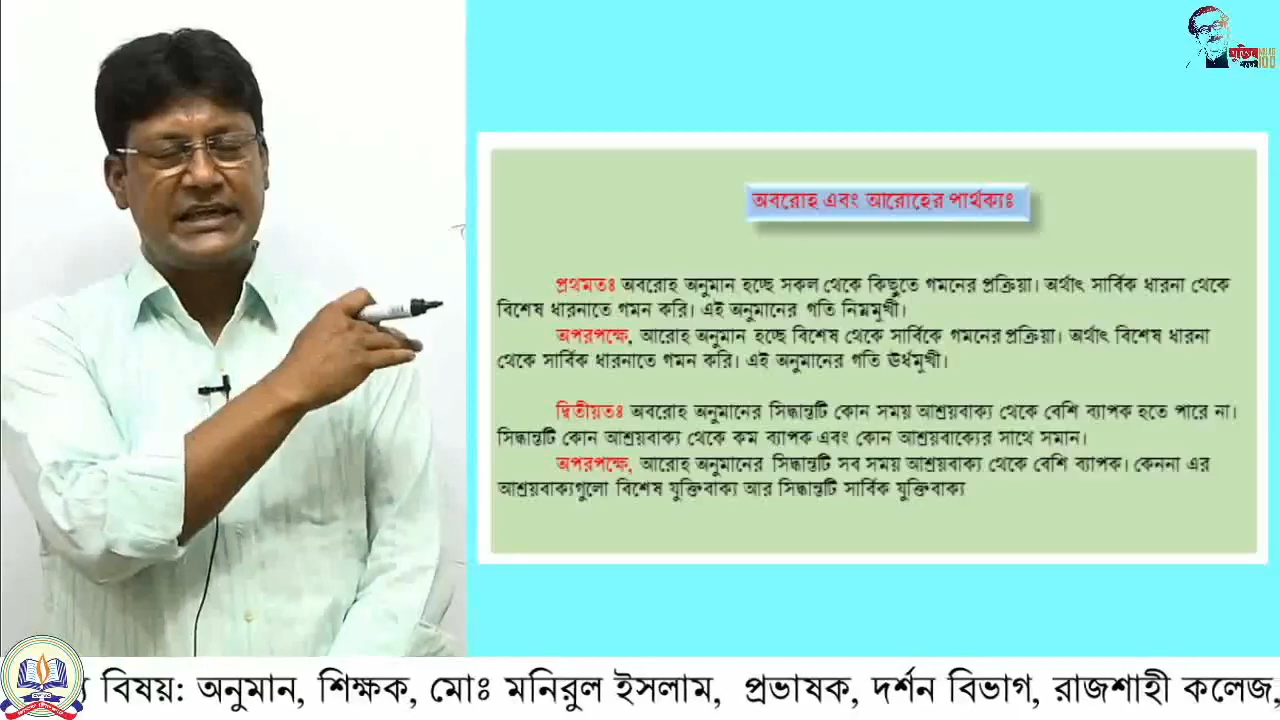 মুজিব
শতবর্ষ 100
অবরোহ এবং আরোহের পার্থক্যঃ
প্রথমতঃ অবরোহ অনুমান হচ্ছে সকল থেকে কিছুতে গমনের প্রক্রিয়া। অর্থাৎ সার্বিক ধারনা থেকে
বিশেষ ধারনাতে গমন করি। এই অনুমানের গতি নিম্নমুখী।
অপরপক্ষে, আরোহ অনুমান হচ্ছে বিশেষ থেকে সার্বিকে গমনের প্রক্রিয়া। অর্থাৎ বিশেষ ধারনা
থেকে সার্বিক ধারনাতে গমন করি। এই অনুমানের গতি ঊর্ধমুখী।
দ্বিতীয়তঃ অবরোহ অনুমানের সিদ্ধান্তটি কোন সময় আশ্রয়বাক্য থেকে বেশি ব্যাপক হতে পারে না।
সিদ্ধান্তটি কোন আশ্রয়বাক্য থেকে কম ব্যাপক এবং কোন আশ্রয়বাক্যের সাথে সমান।
অপরপক্ষে, আরোহ অনুমানের সিদ্ধান্তটি সব সময় আশ্রয়বাক্য থেকে বেশি ব্যাপক। কেননা এর
আশ্রয়বাক্যগুলো বিশেষ যুক্তিবাক্য আর সিদ্ধান্তটি সার্বিক যুক্তিবাক্য
বিষয়: অনুমান, শিক্ষক, মোঃ মনিরুল ইসলাম, প্রভাষক, দর্শন বিভাগ, রাজশাহী কলেজ,